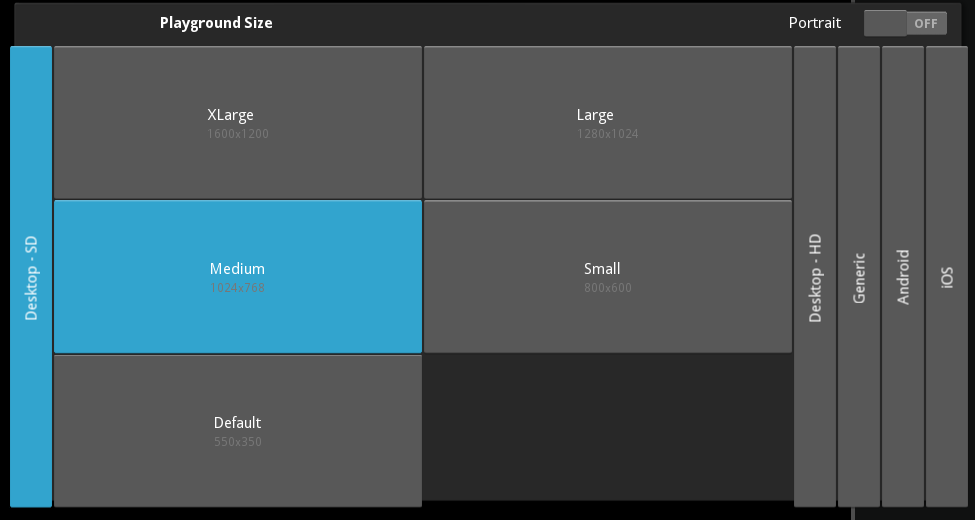 Playground Size
Portrait
OFF
Desktop - SD
XLarge
1600x1200
Large
1280x1024
Medium
1024x768
Small
800x600
Default
550x350
Desktop - HD
Generic
Android
iOS